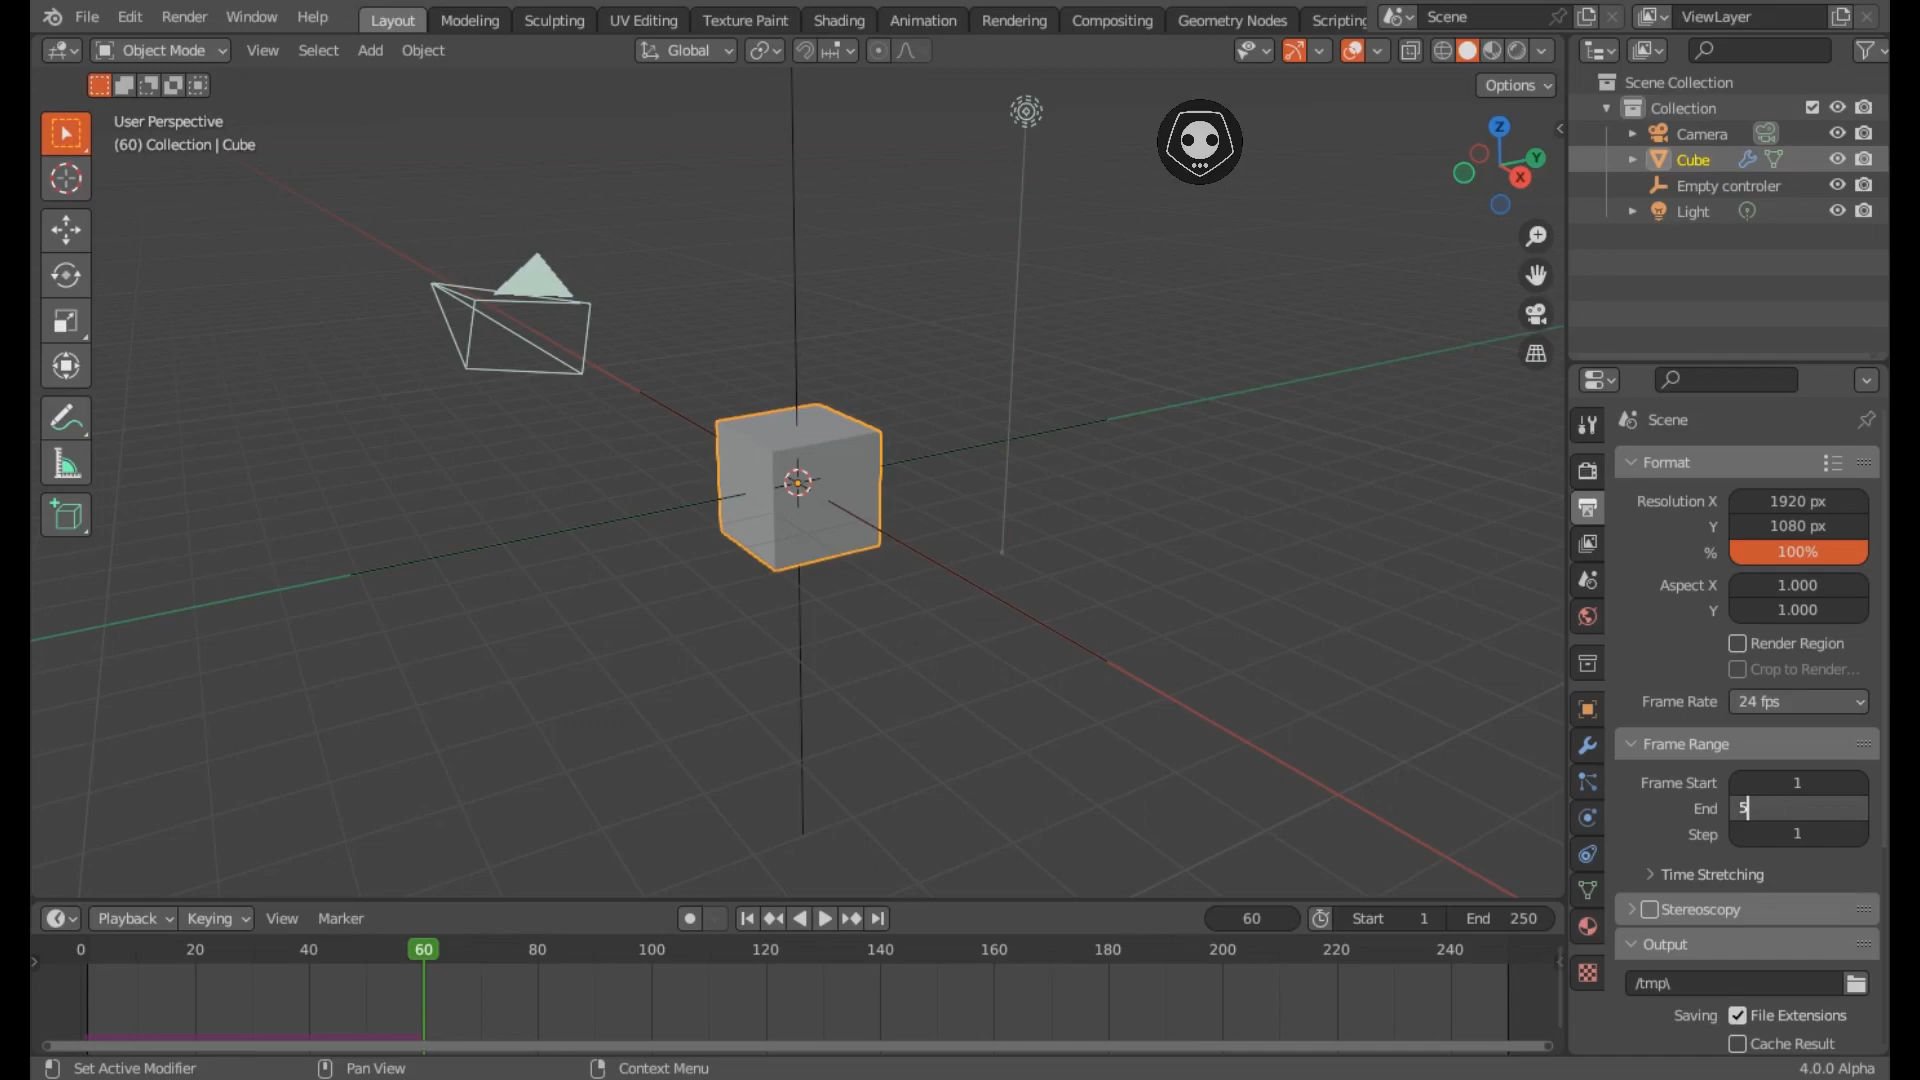 File Edit Render Window Help Layout Modeling Sculpting UV Editing Texture Paint Shading Animation Rendering Compositing Geometry Nodes Scripting Scene ViewLayer
Object Mode View Select Add Object Global
Options
User Perspective
(60) Collection | Cube
Z
Y
X
Scene Collection
Collection
Camera
Cube
Empty controler
Light
Scene
Format
Resolution X 1920 px
Y 1080 px
% 100%
Aspect X 1.000
Y 1.000
Render Region
Crop to Render...
Frame Rate 24 fps
Frame Range
Frame Start 1
End 5
Step 1
Time Stretching
Stereoscopy
Output
/tmp\
Saving File Extensions
Cache Result
Playback Keying View Marker 60 Start 1 End 250
0 20 40 60 80 100 120 140 160 180 200 220 240
Set Active Modifier Pan View Context Menu 4.0.0 Alpha